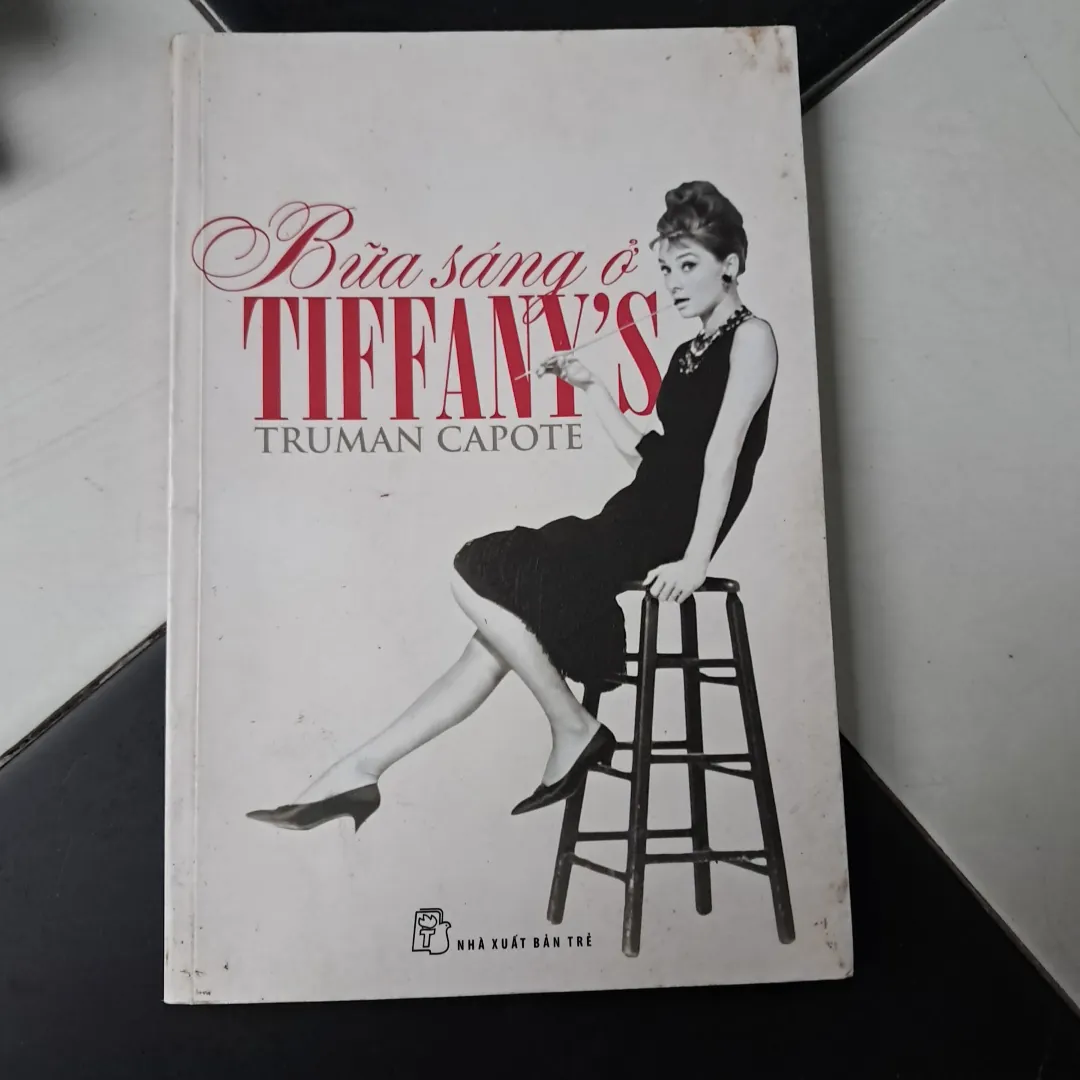 Bữa sáng ở
TIFFANY'S
TRUMAN CAPOTE
T
NHÀ XUẤT BẢN TRẺ